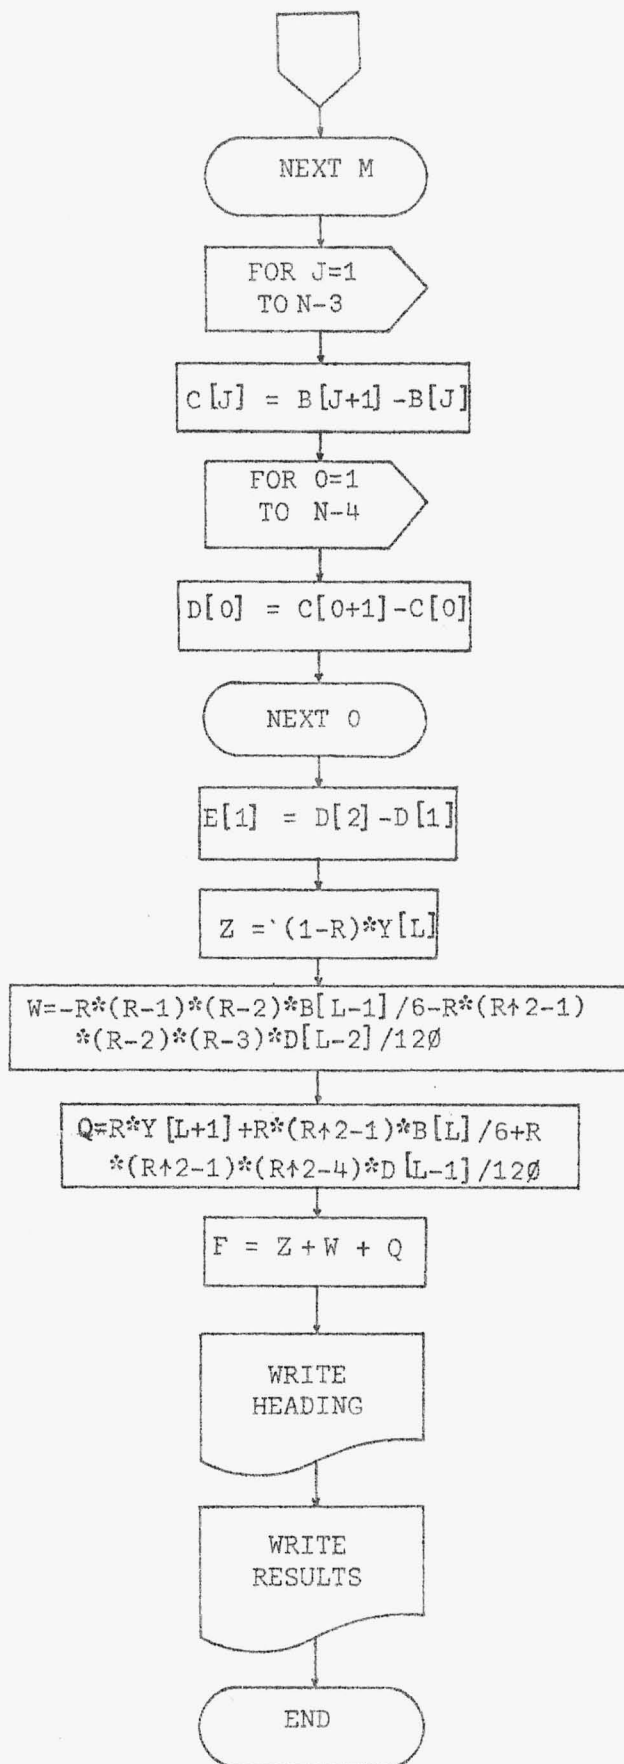 NEXT M
FOR J=1
TO N-3
C[J] = B[J+1]-B[J]
FOR O=1
TO N-4
D[O] = C[O+1]-C[O]
NEXT O
E[1] = D[2]-D[1]
Z = (1-R)*Y[L]
W=-R*(R-1)*(R-2)*B[L-1]/6-R*(R↑2-1)
*(R-2)*(R-3)*D[L-2]/12Ø
Q=R*Y[L+1]+R*(R↑2-1)*B[L]/6+R
*(R↑2-1)*(R↑2-4)*D[L-1]/12Ø
F = Z+W + Q
WRITE
HEADING
WRITE
RESULTS
END